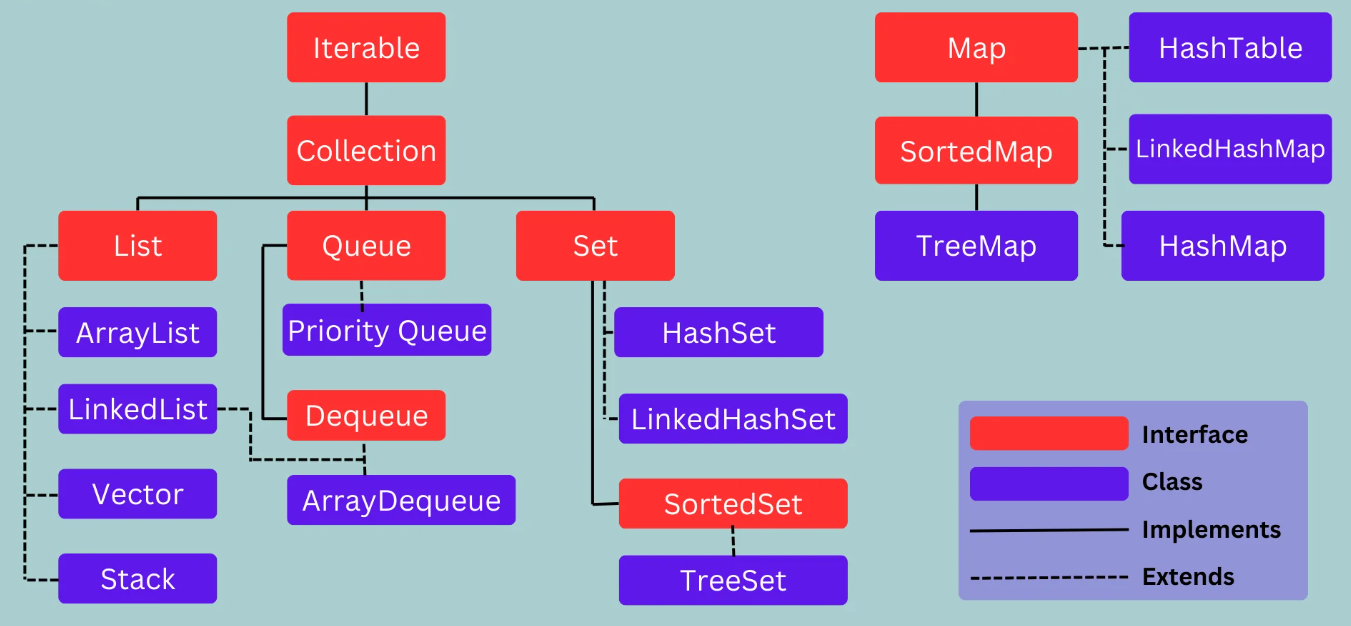 Iterable
Collection
List
Queue
Set
ArrayList
Priority Queue
HashSet
LinkedList
Dequeue
LinkedHashSet
Vector
ArrayDequeue
SortedSet
Stack
TreeSet
Map
HashTable
SortedMap
LinkedHashMap
TreeMap
HashMap
Interface
Class
Implements
Extends